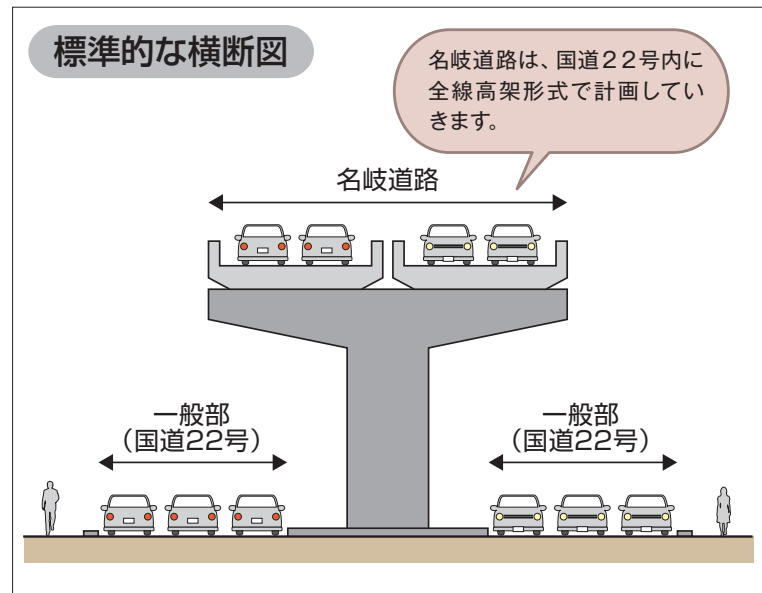 標準的な横断図
名岐道路は、国道22号内に
全線高架形式で計画してい
きます。
名岐道路
一般部
（国道22号）
一般部
（国道22号）